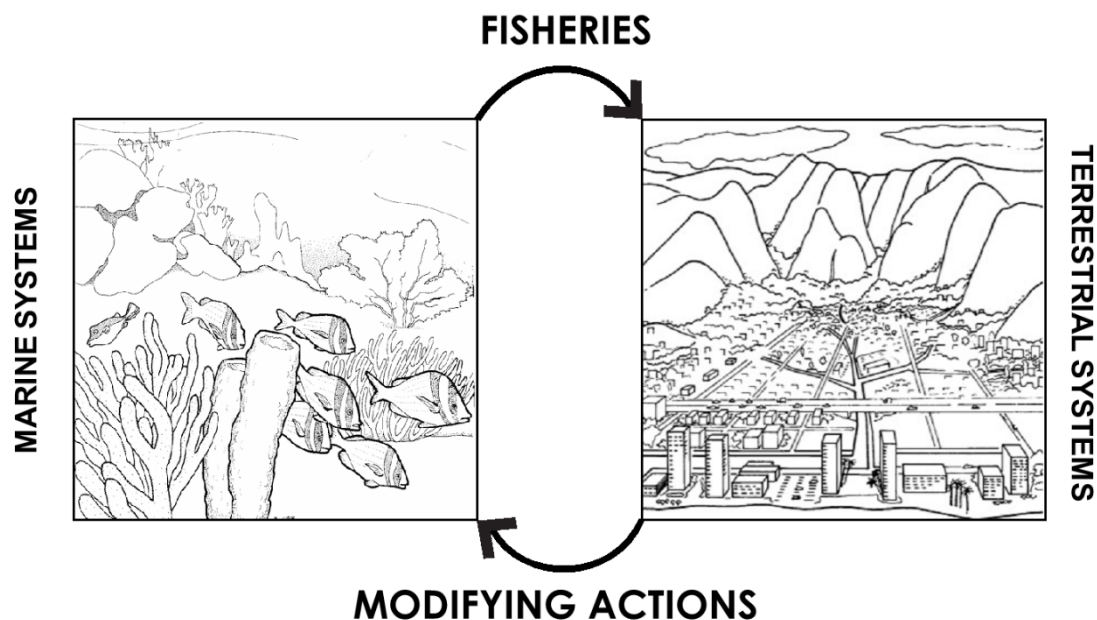 FISHERIES
MARINE SYSTEMS
TERRESTRIAL SYSTEMS
MODIFYING ACTIONS